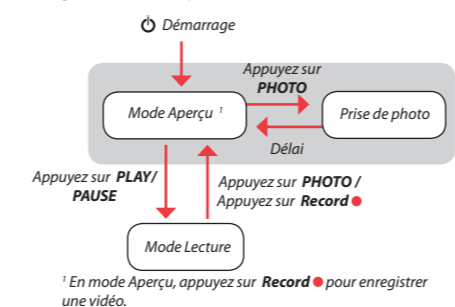 Démarrage
Appuyez sur
PHOTO
Mode Aperçu ¹
Prise de photo
Délai
Appuyez sur PLAY/
PAUSE
Appuyez sur PHOTO /
Appuyez sur Record
Mode Lecture
¹ En mode Aperçu, appuyez sur Record pour enregistrer
une vidéo.